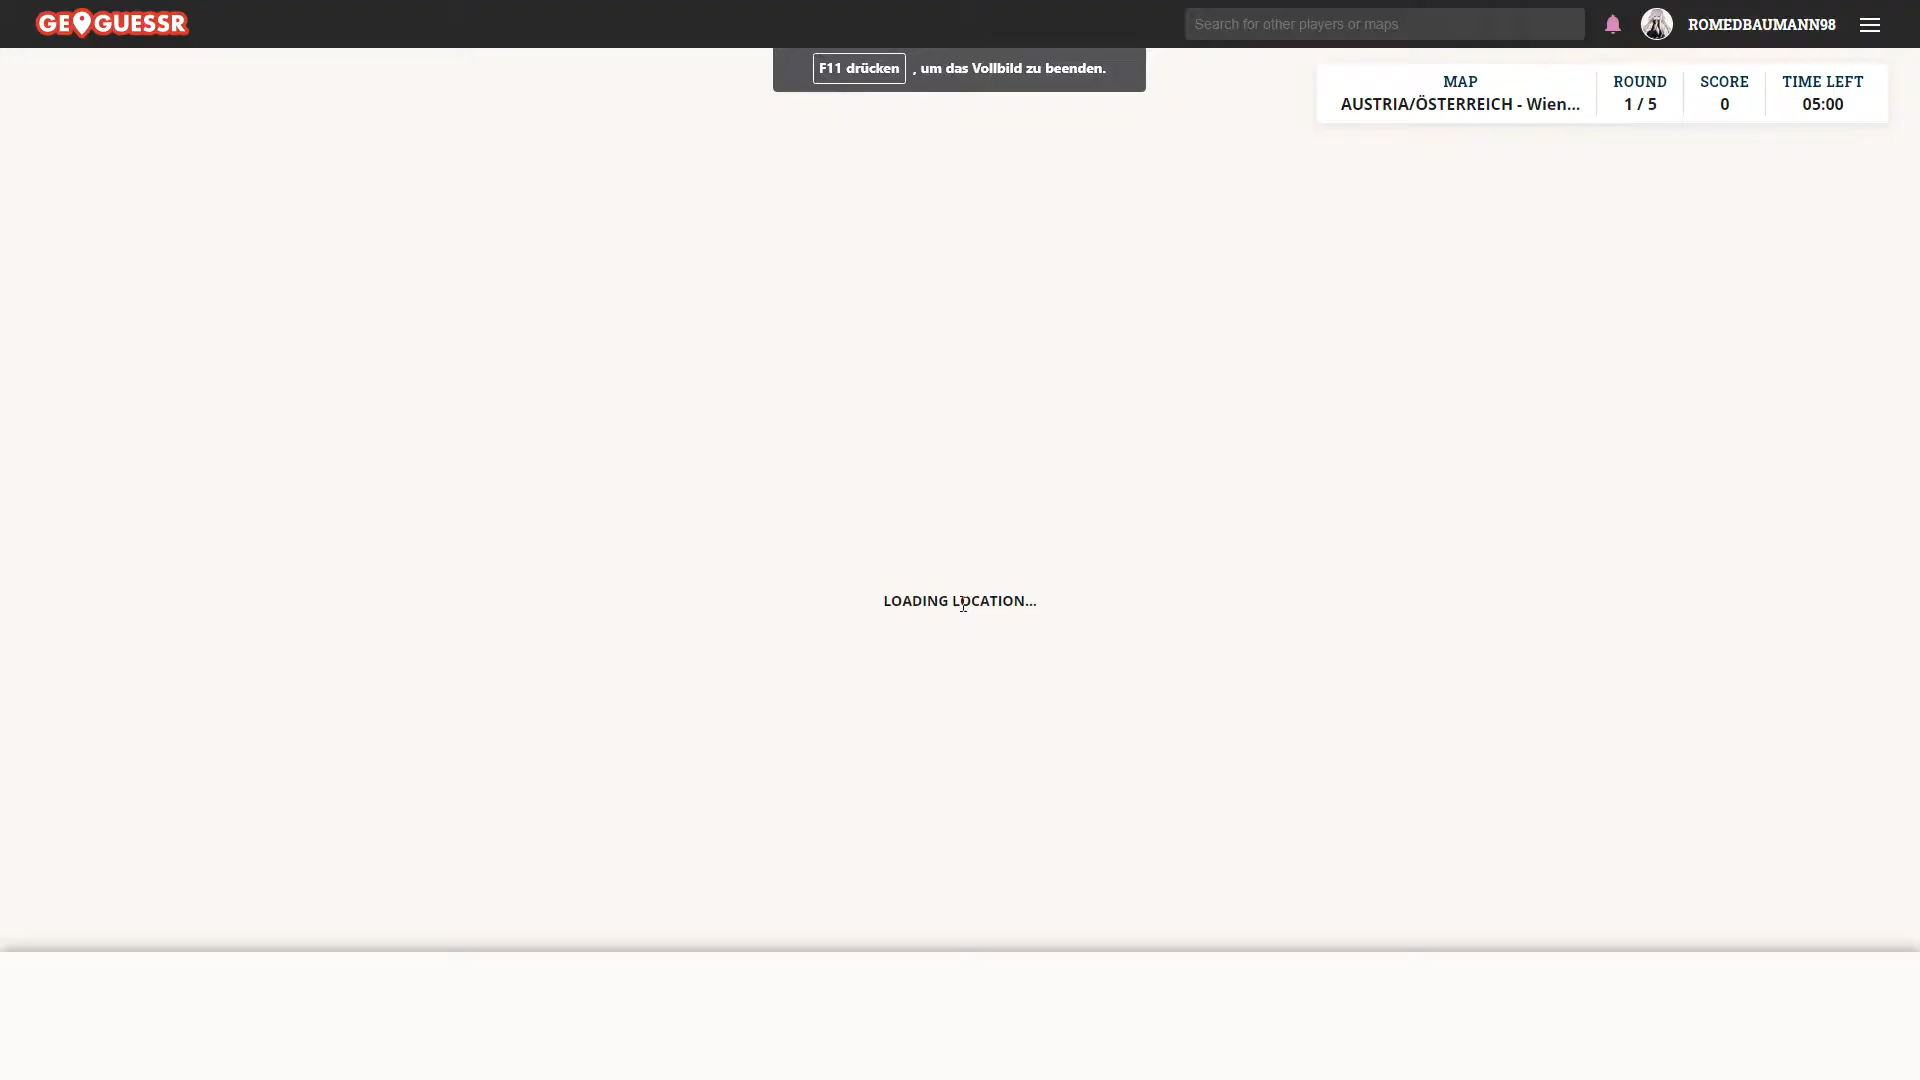 GEOGUESSR
Search for other players or maps
ROMEDBAUMANN98
F11 drücken , um das Vollbild zu beenden.
MAP
AUSTRIA/ÖSTERREICH - Wien...
ROUND
1 / 5
SCORE
0
TIME LEFT
05:00
LOADING LOCATION...